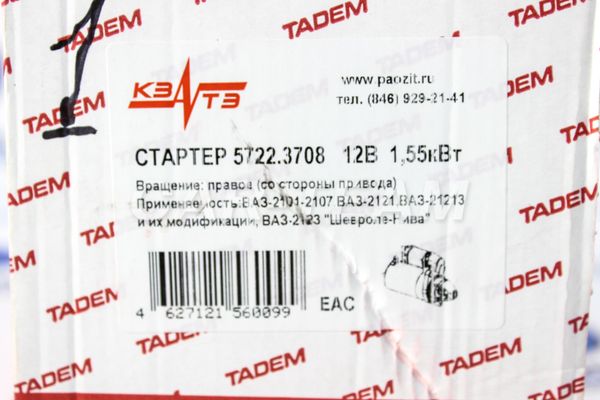 TADEM TADEM
TADEM
КЗАТЭ
www.paozit.ru
тел. (846) 929-21-41
TADEM
TADEM
TADEM
СТАРТЕР 5722.3708 12В 1,55кВт
Вращение: правое (со стороны привода)
Применяемость:ВАЗ-2101-2107,ВАЗ-2121,ВАЗ-21213
и их модификации, ВАЗ-2123 "Шевроле-Нива"
TADEM
4 627121 560099
EAC
TADEM
TADEM
TADEM
TADEM
TADEM